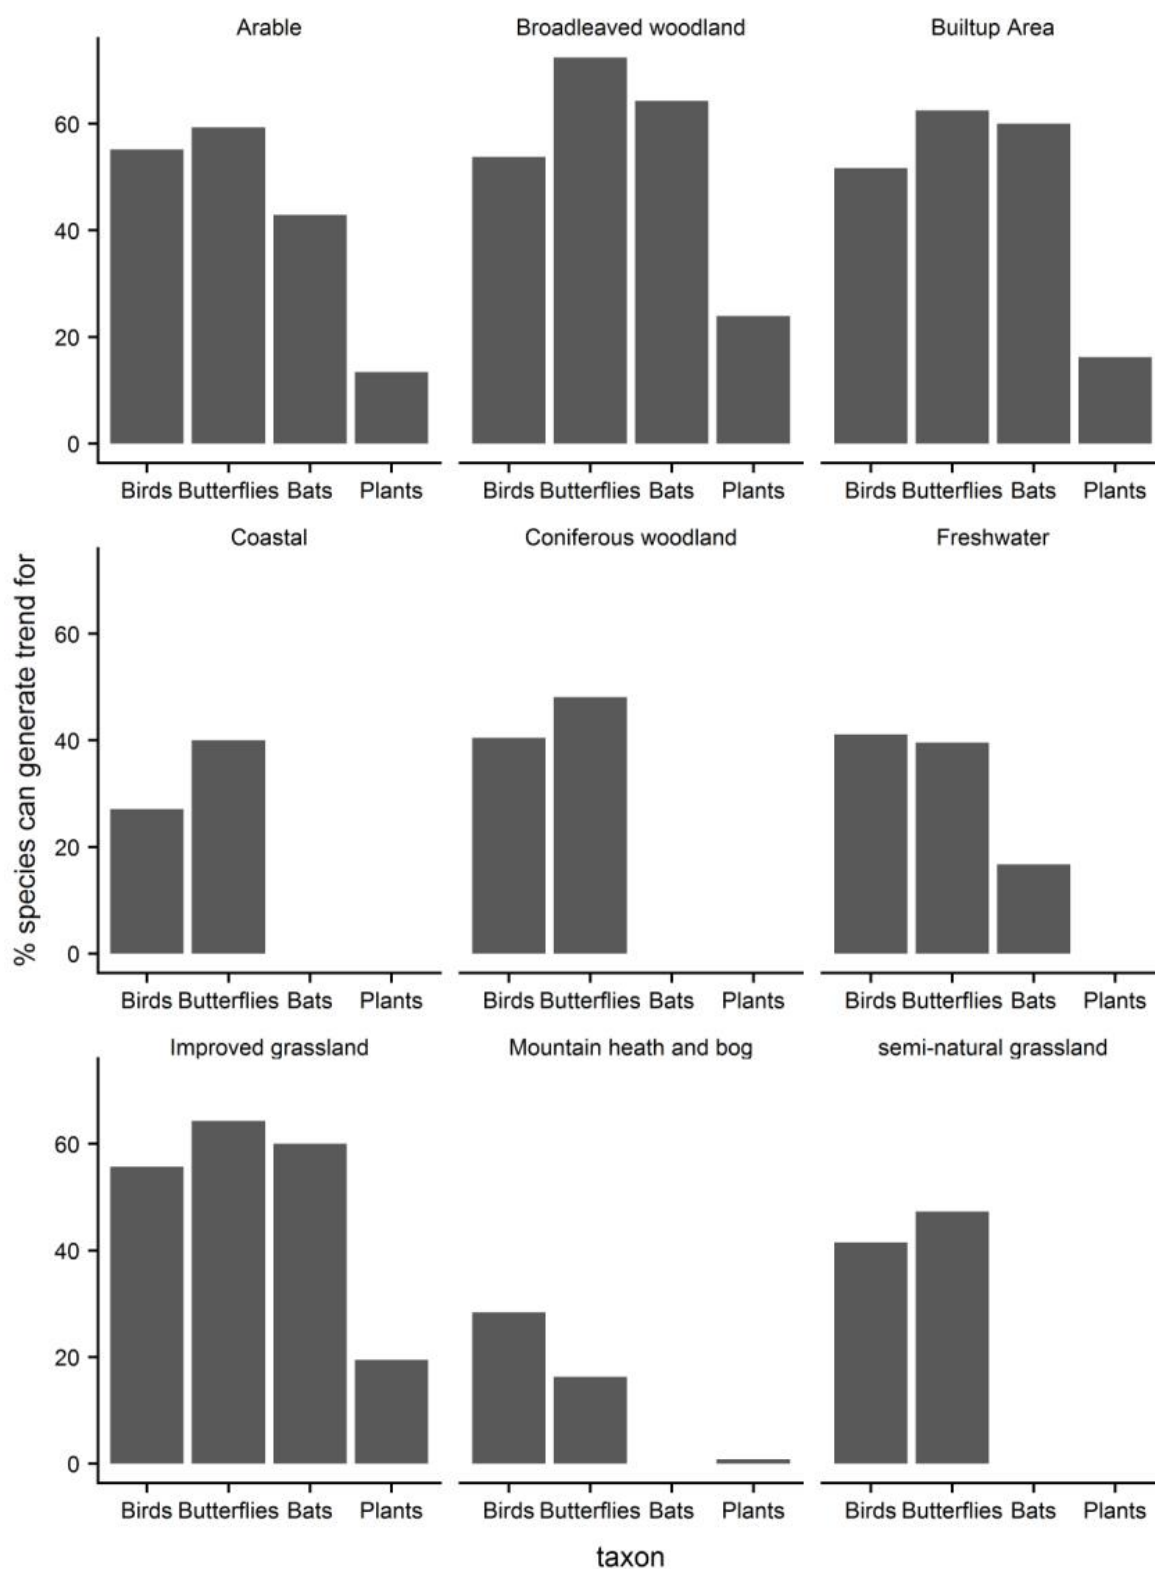 Arable Broadleaved woodland Builtup Area
60
40
20
0
Birds Butterflies Bats Plants Birds Butterflies Bats Plants Birds Butterflies Bats Plants
Coastal Coniferous woodland Freshwater
% species can generate trend for
60
40
20
0
Birds Butterflies Bats Plants Birds Butterflies Bats Plants Birds Butterflies Bats Plants
Improved grassland Mountain heath and bog semi-natural grassland
60
40
20
0
Birds Butterflies Bats Plants Birds Butterflies Bats Plants Birds Butterflies Bats Plants
taxon